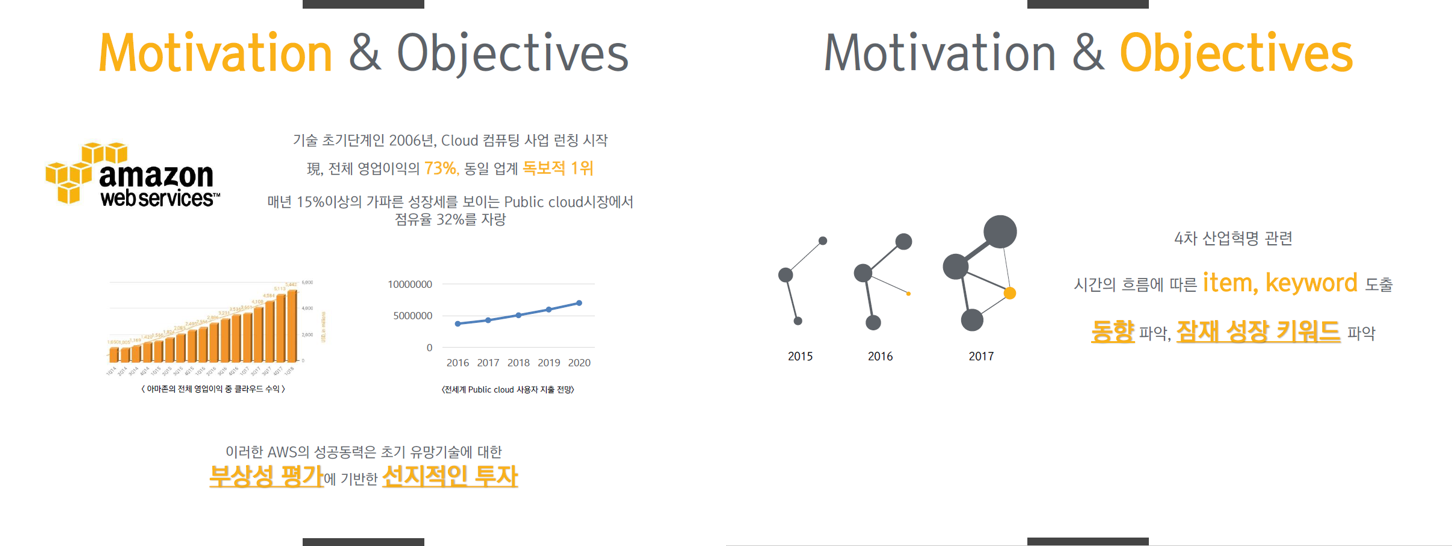 Motivation & Objectives
amazon
web services™
기술 초기단계인 2006년, Cloud 컴퓨팅 사업 런칭 시작
現, 전체 영업이익의 73%, 동일 업계 독보적 1위
매년 15%이상의 가파른 성장세를 보이는 Public cloud시장에서
점유율 32%를 자랑
< 아마존의 전체 영업이익 중 클라우드 수익 >
10000000
5000000
0
2016 2017 2018 2019 2020
<전세계 Public cloud 사용자 지출 전망>
이러한 AWS의 성공동력은 초기 유망기술에 대한
부상성 평가에 기반한 선지적인 투자
Motivation & Objectives
2015 2016 2017
4차 산업혁명 관련
시간의 흐름에 따른 item, keyword 도출
동향 파악, 잠재 성장 키워드 파악